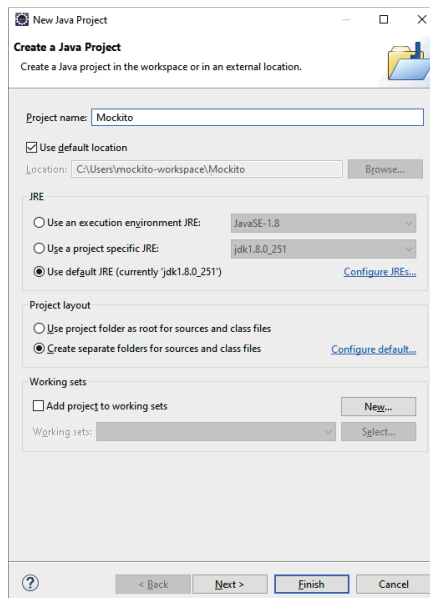 New Java Project
Create a Java Project
Create a Java project in the workspace or in an external location.
Project name: Mockito
Use default location
Location: C:\Users\mockito-workspace\Mockito Browse...
JRE
Use an execution environment JRE: JavaSE-1.8
Use a project specific JRE: jdk1.8.0_251
Use default JRE (currently 'jdk1.8.0_251') Configure JREs...
Project layout
Use project folder as root for sources and class files
Create separate folders for sources and class files Configure default...
Working sets
Add project to working sets New...
Working sets: Select...
? < Back Next > Finish Cancel